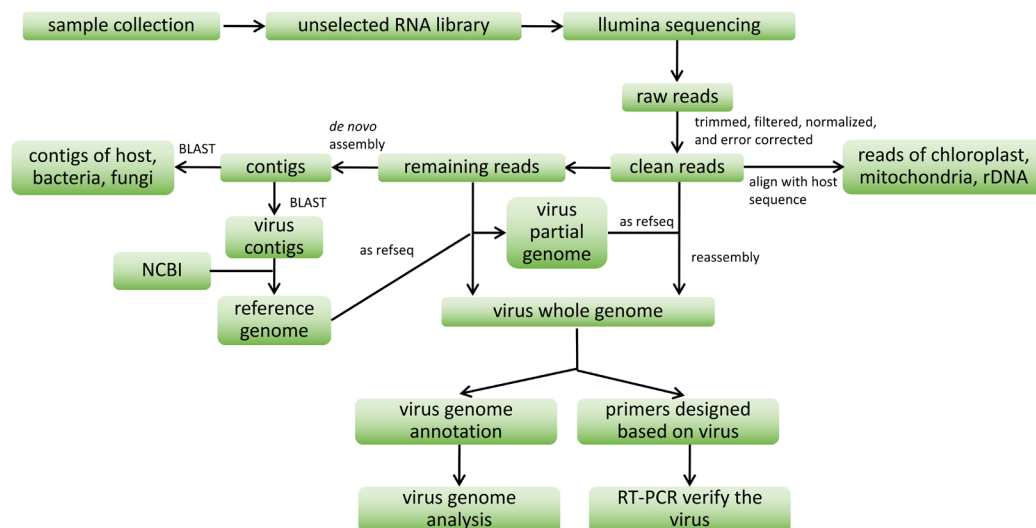 sample collection
unselected RNA library
llumina sequencing
raw reads
trimmed, filtered, normalized,
and error corrected
contigs of host,
bacteria, fungi
BLAST
contigs
de novo
assembly
remaining reads
clean reads
align with host
sequence
reads of chloroplast,
mitochondria, rDNA
BLAST
virus
contigs
NCBI
reference
genome
as refseq
virus
partial
genome
as refseq
reassembly
virus whole genome
virus genome
annotation
primers designed
based on virus
virus genome
analysis
RT-PCR verify the
virus